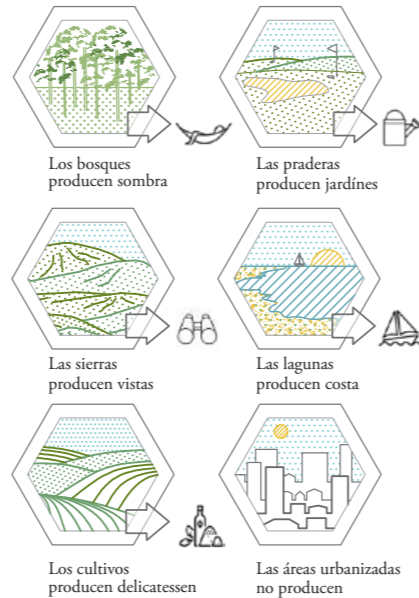 Los bosques
producen sombra
Las praderas
producen jardínes
Las sierras
producen vistas
Las lagunas
producen costa
Los cultivos
producen delicatessen
Las áreas urbanizadas
no producen